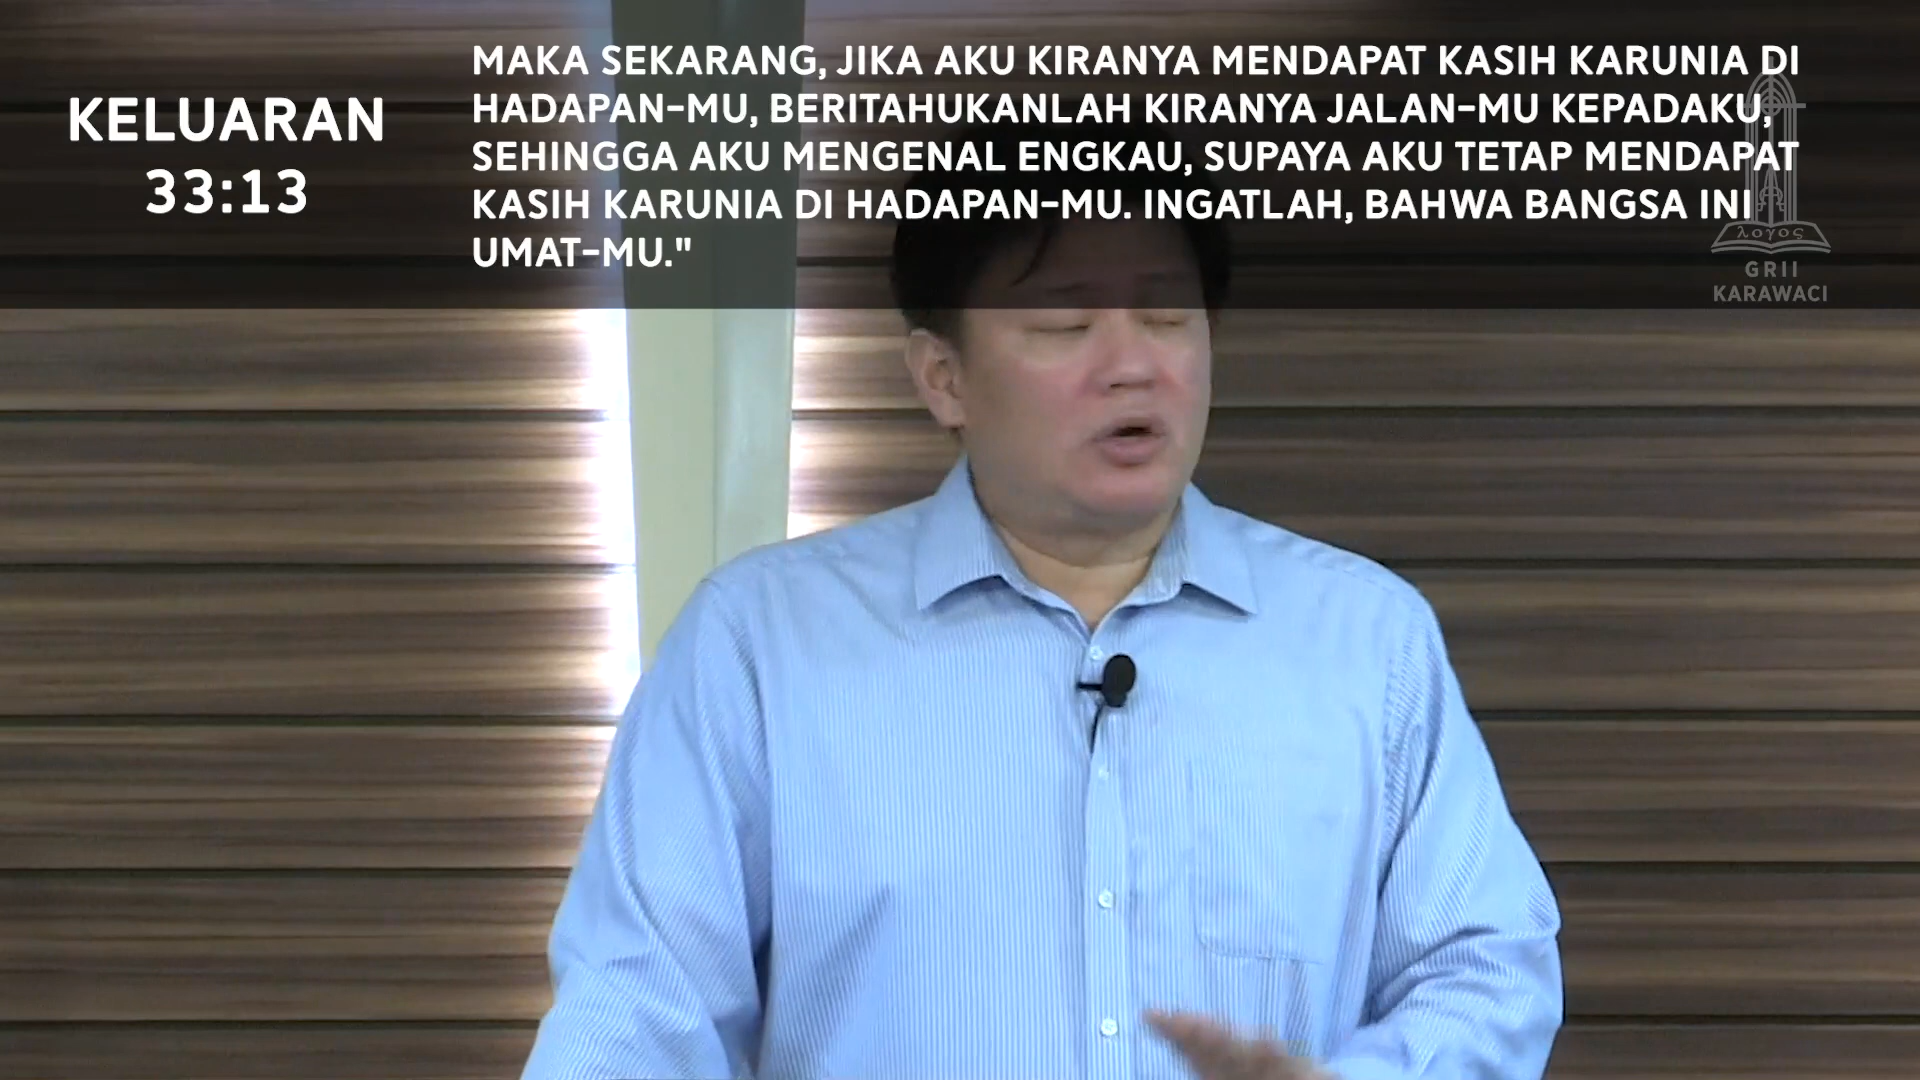 KELUARAN
33:13
MAKA SEKARANG, JIKA AKU KIRANYA MENDAPAT KASIH KARUNIA DI
HADAPAN-MU, BERITAHUKANLAH KIRANYA JALAN-MU KEPADAKU,
SEHINGGA AKU MENGENAL ENGKAU, SUPAYA AKU TETAP MENDAPAT
KASIH KARUNIA DI HADAPAN-MU. INGATLAH, BAHWA BANGSA INI
UMAT-MU."
λογος
GRII
KARAWACI